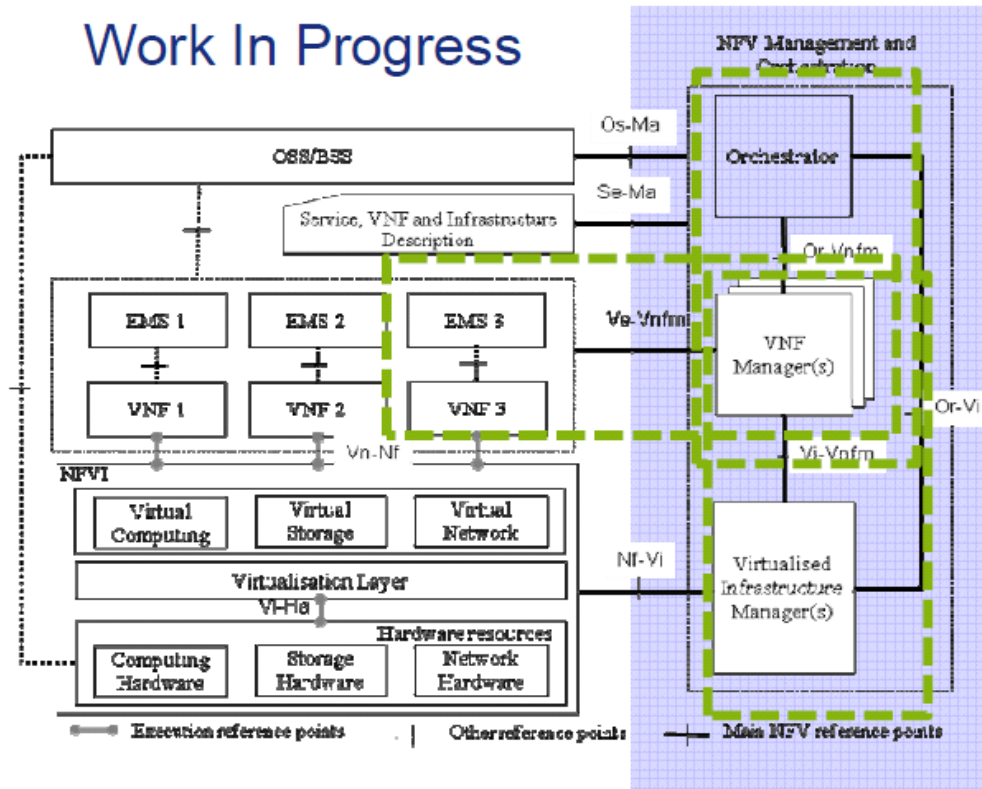 Work In Progress
NFV Management and
Orchestration
Os-Ma
OSS/BSS
Orchestrator
Se-Ma
Service, VNF and Infrastructure
Description
Or-Vnfm
EMS 1
EMS 2
EMS 3
Ve-Vnfm
VNF
Manager(s)
VNF 1
VNF 2
VNF 3
Or-Vi
Vn-Nf
Vi-Vnfm
NFVI
Virtual
Computing
Virtual
Storage
Virtual
Network
Nf-Vi
Virtualisation Layer
Virtualised
Infrastructure
Manager(s)
Vi-Ha
Hardware resources
Computing
Hardware
Storage
Hardware
Network
Hardware
Execution reference points
Other reference points
Main NFV reference points